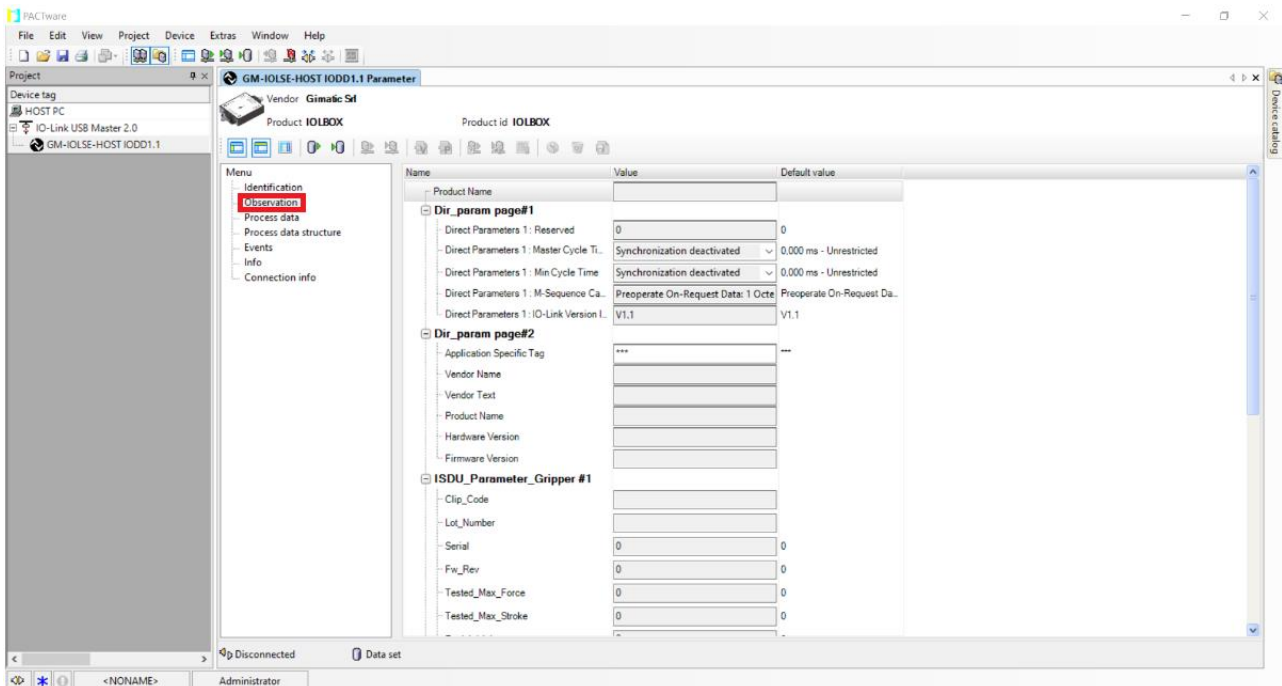 PACTware
File Edit View Project Device Extras Window Help
Project
GM-IOLSE-HOST IODD1.1 Parameter
Device tag
HOST PC
IO-Link USB Master 2.0
GM-IOLSE-HOST IODD1.1
Vendor Gimatic Srl
Product IOLBOX Product id IOLBOX
Device catalog
Menu
Identification
Observation
Process data
Process data structure
Events
Info
Connection info
Name Value Default value
Product Name
Dir_param page#1
Direct Parameters 1 : Reserved 0 0
Direct Parameters 1 : Master Cycle Ti... Synchronization deactivated 0,000 ms - Unrestricted
Direct Parameters 1 : Min Cycle Time Synchronization deactivated 0,000 ms - Unrestricted
Direct Parameters 1 : M-Sequence Ca... Preoperate On-Request Data: 1 Octe Preoperate On-Request Da...
Direct Parameters 1 : IO-Link Version I... V1.1 V1.1
Dir_param page#2
Application Specific Tag *** ***
Vendor Name
Vendor Text
Product Name
Hardware Version
Firmware Version
ISDU_Parameter_Gripper #1
Clip_Code
Lot_Number
Serial 0 0
Fw_Rev 0 0
Tested_Max_Force 0 0
Tested_Max_Stroke 0 0
Disconnected Data set
<NONAME> Administrator